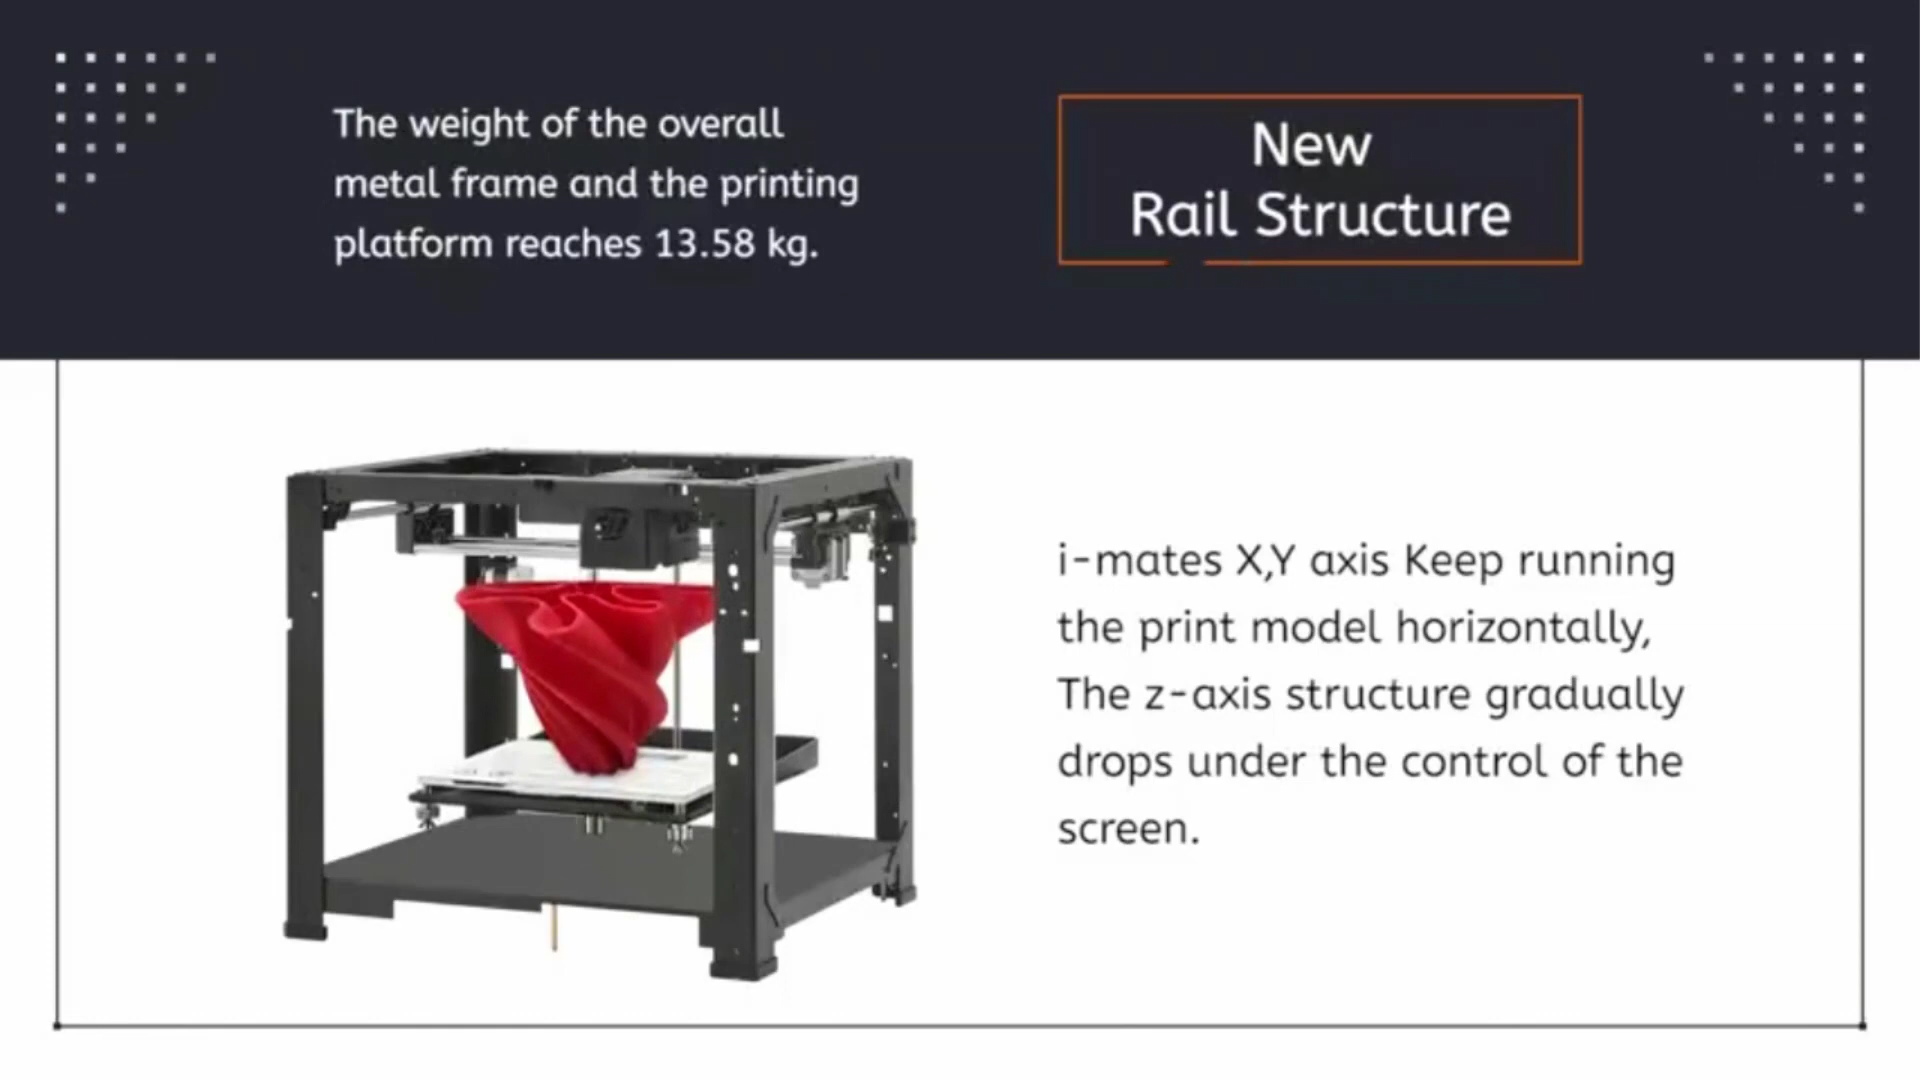 The weight of the overall
metal frame and the printing
platform reaches 13.58 kg.
New
Rail Structure
i-mates X,Y axis Keep running
the print model horizontally,
The z-axis structure gradually
drops under the control of the
screen.